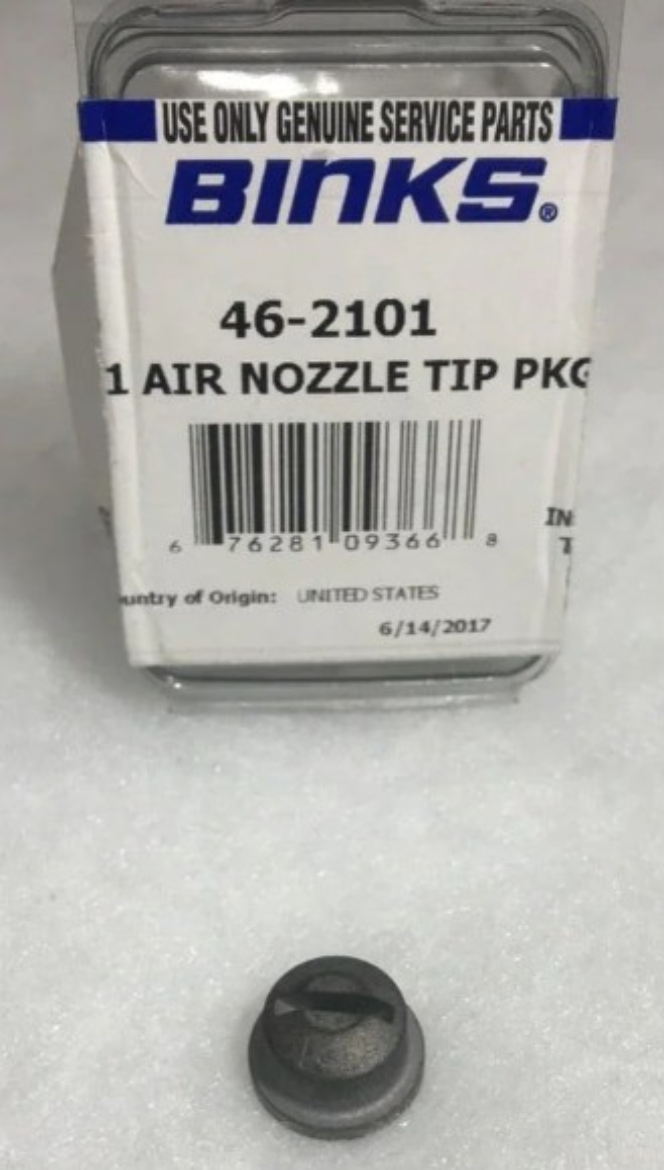 USE ONLY GENUINE SERVICE PARTS
BINKS®
46-2101
1 AIR NOZZLE TIP PKG
6 76281 09366 8
IN
T
untry of Origin: UNITED STATES
6/14/2017